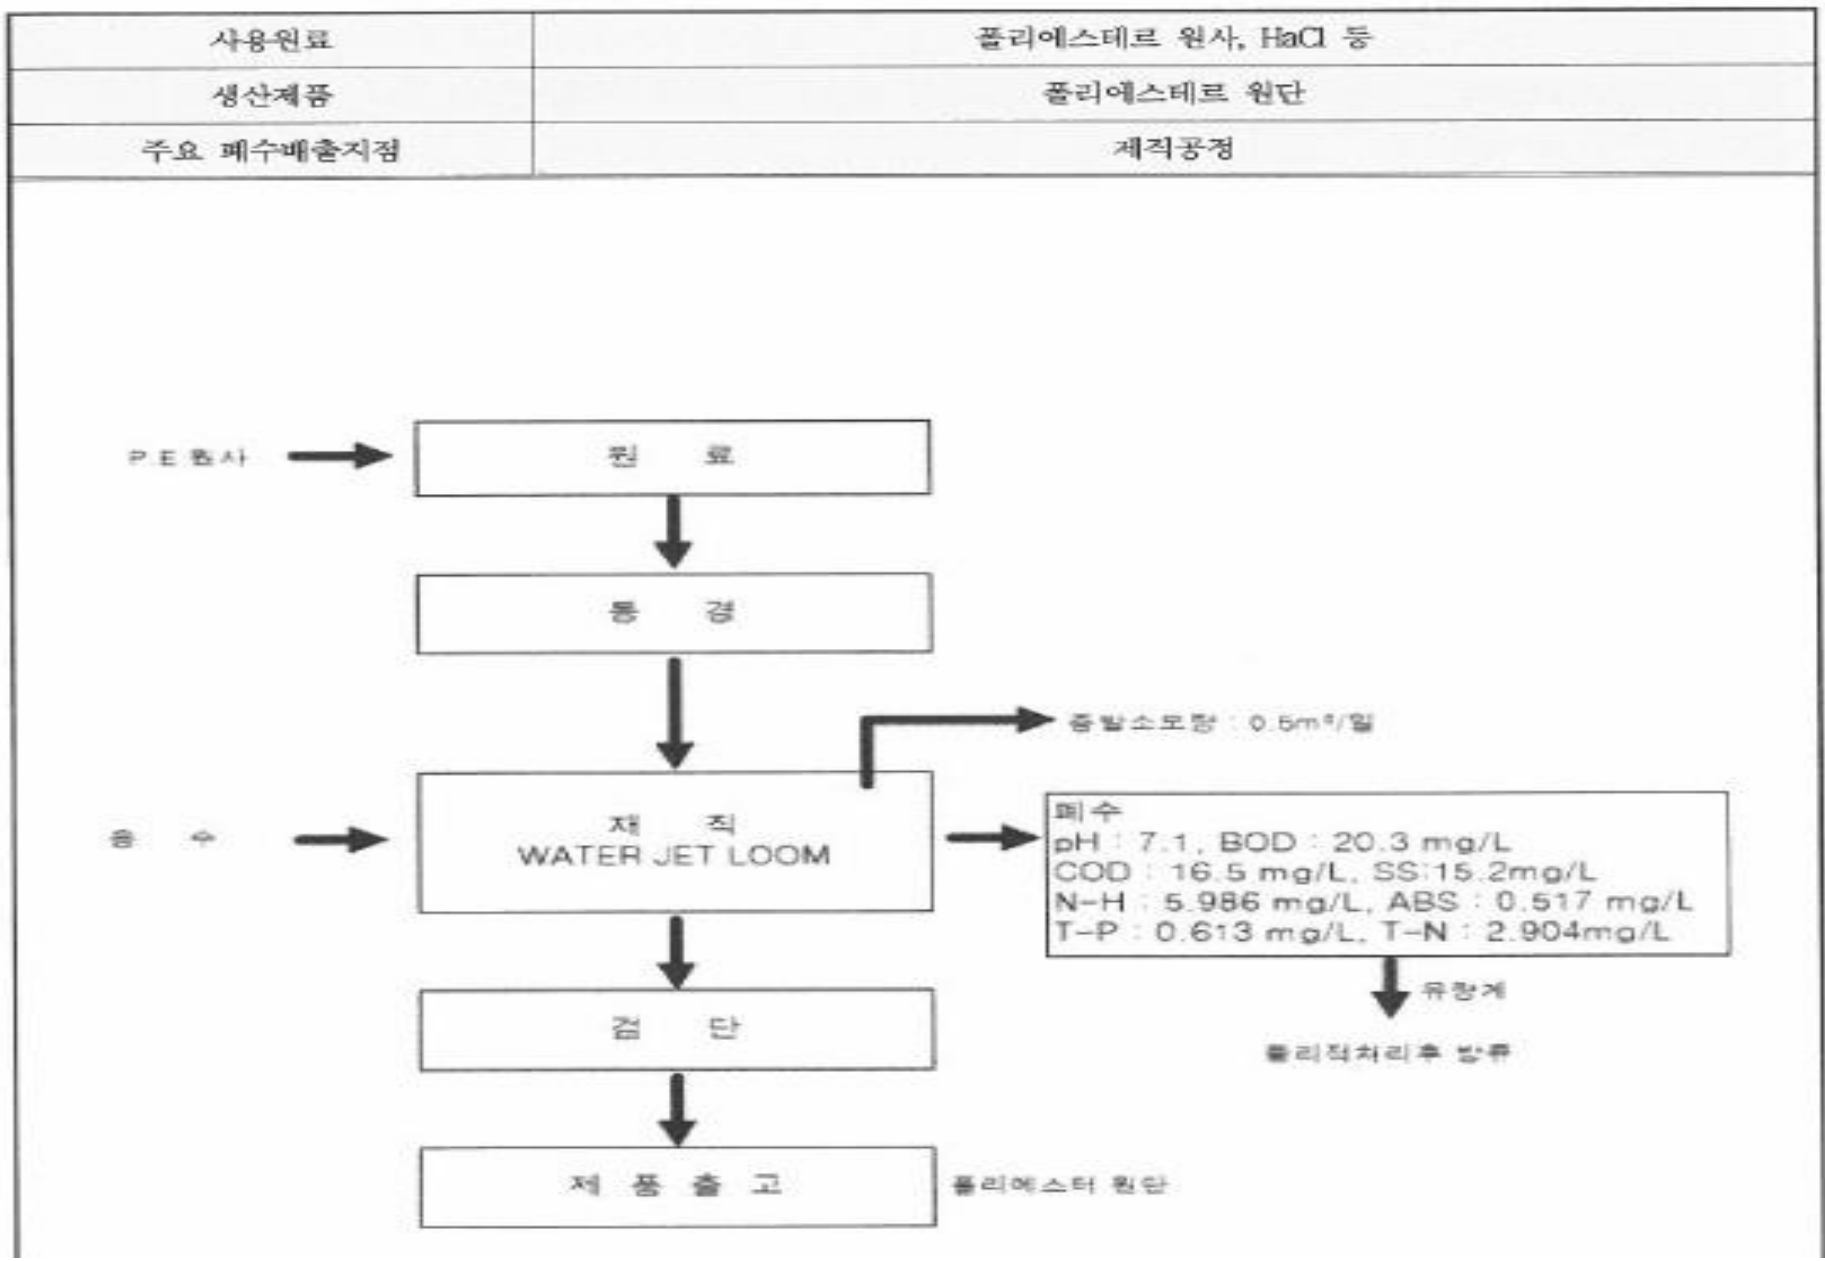 사용원료 폴리에스테르 원사, HaCl 등
생산제품 폴리에스테르 원단
주요 폐수배출지점 제직공정
P.E 원사
원 료
통 경
증발소모량 : 0.5m³/일
용 수
재 직
WATER JET LOOM
폐수
pH : 7.1, BOD : 20.3 mg/L
COD : 16.5 mg/L, SS:15.2mg/L
N-H : 5.986 mg/L, ABS : 0.517 mg/L
T-P : 0.613 mg/L, T-N : 2.904mg/L
유량계
물리적처리후 방류
검 단
제 품 출 고
폴리에스터 원단